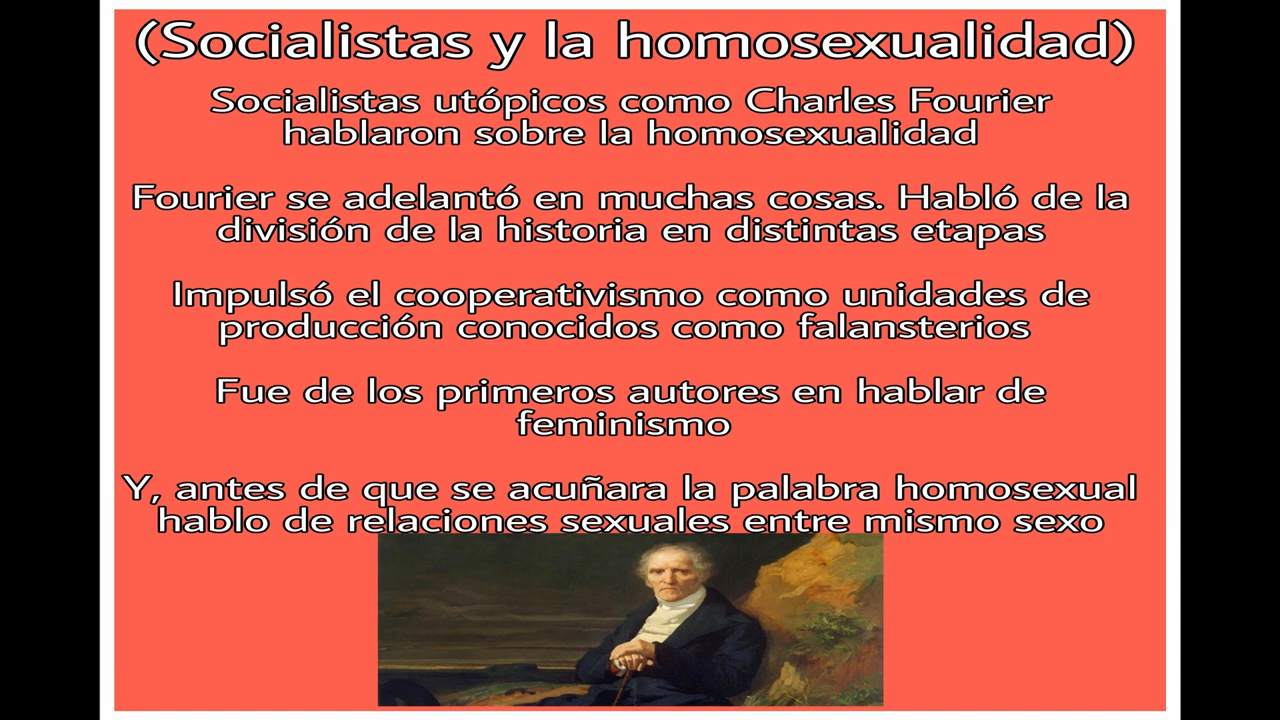 (Socialistas y la homosexualidad)
Socialistas utópicos como Charles Fourier
hablaron sobre la homosexualidad
Fourier se adelantó en muchas cosas. Habló de la
división de la historia en distintas etapas
Impulsó el cooperativismo como unidades de
producción conocidos como falansterios
Fue de los primeros autores en hablar de
feminismo
Y, antes de que se acuñara la palabra homosexual
hablo de relaciones sexuales entre mismo sexo